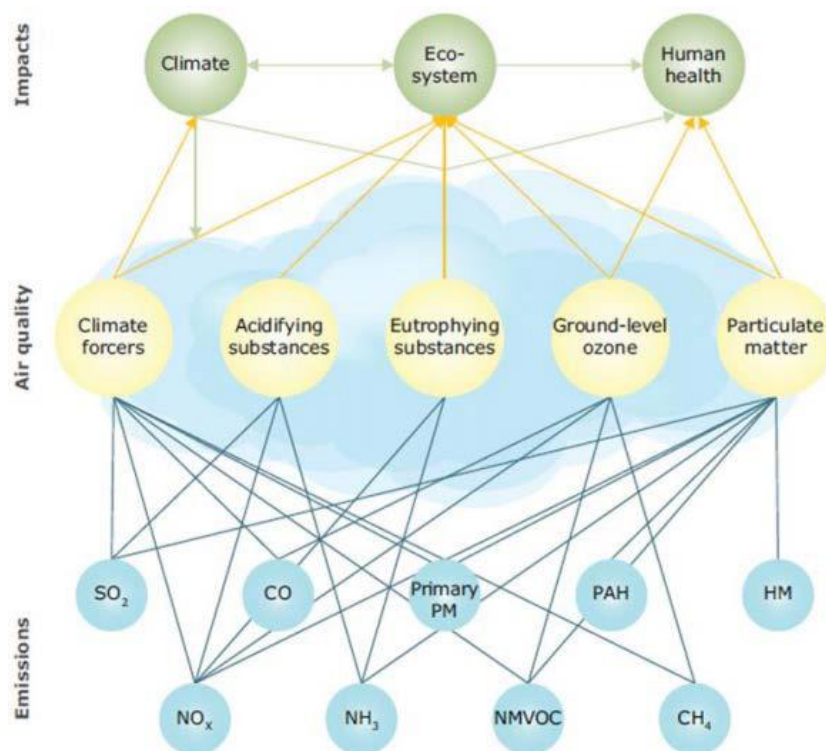 Impacts
Climate
Eco-
system
Human
health
Air quality
Climate
forcers
Acidifying
substances
Eutrophying
substances
Ground-level
ozone
Particulate
matter
Emissions
SO₂
CO
Primary
PM
PAH
HM
NOₓ
NH₃
NMVOC
CH₄